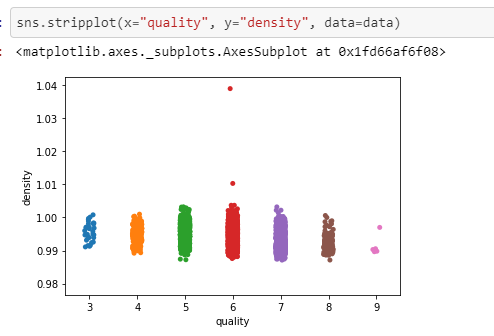 sns.stripplot(x="quality", y="density", data=data)
<matplotlib.axes._subplots.AxesSubplot at 0x1fd66af6f08>
1.04
1.03
1.02
1.01
1.00
0.99
0.98
density
3 4 5 6 7 8 9
quality